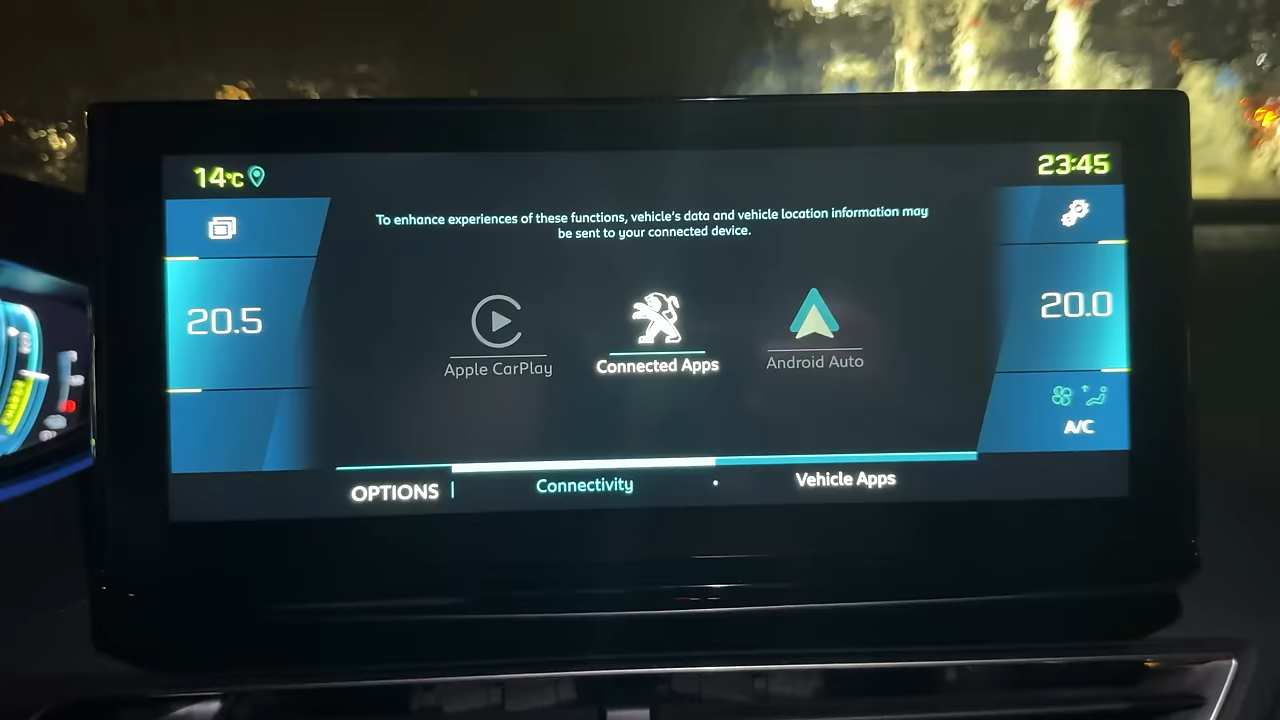 14°C
23:45
To enhance experiences of these functions, vehicle's data and vehicle location information may
be sent to your connected device.
20.5
20.0
Apple CarPlay
Connected Apps
Android Auto
A/C
OPTIONS
Connectivity
Vehicle Apps